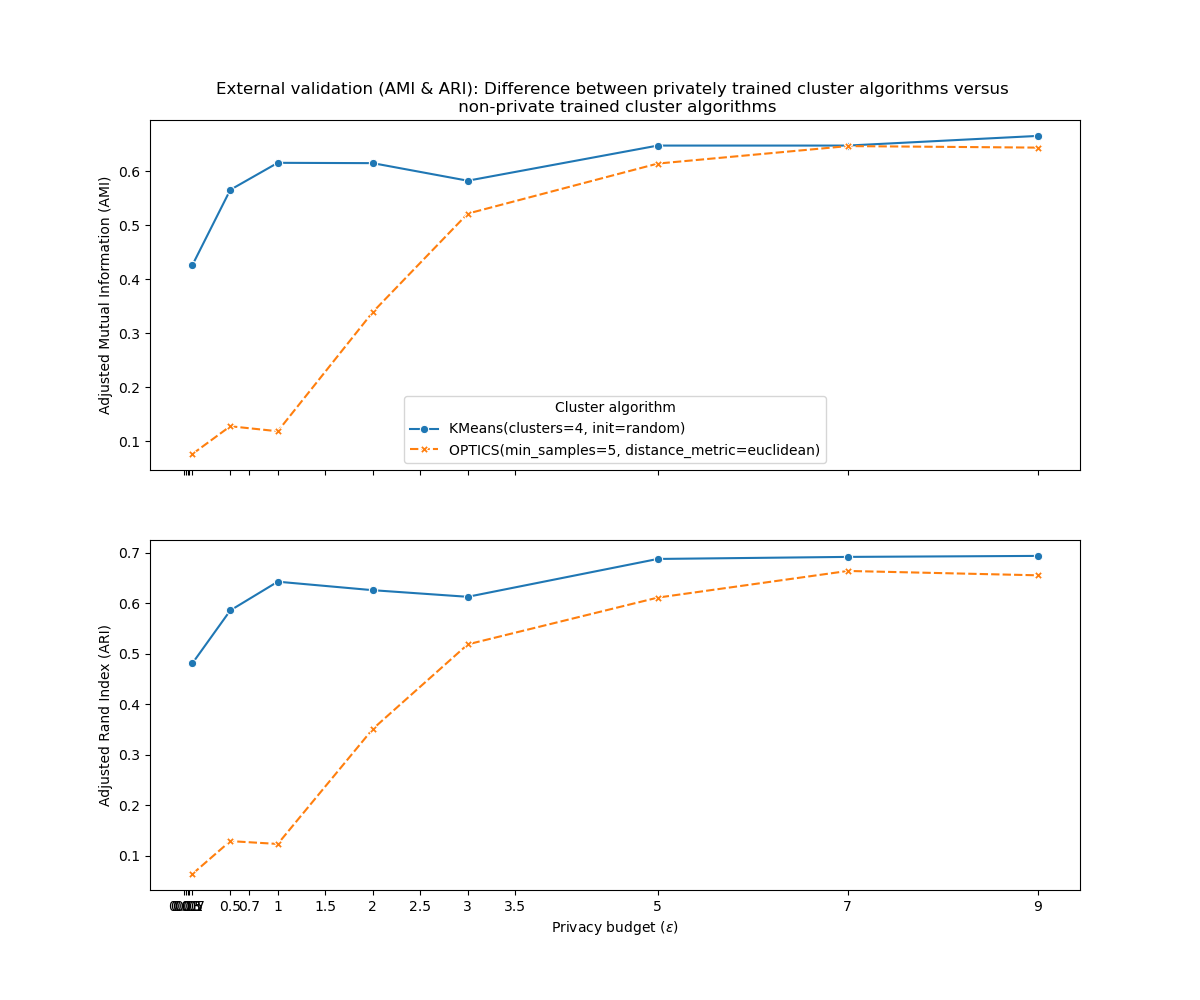 External validation (AMI & ARI): Difference between privately trained cluster algorithms versus
non-private trained cluster algorithms
Adjusted Mutual Information (AMI)
0.6
0.5
0.4
0.3
0.2
0.1
Cluster algorithm
KMeans(clusters=4, init=random)
OPTICS(min_samples=5, distance_metric=euclidean)
Adjusted Rand Index (ARI)
0.7
0.6
0.5
0.4
0.3
0.2
0.1
0.5 0.7 1 1.5 2 2.5 3 3.5 5 7 9
Privacy budget (ε)